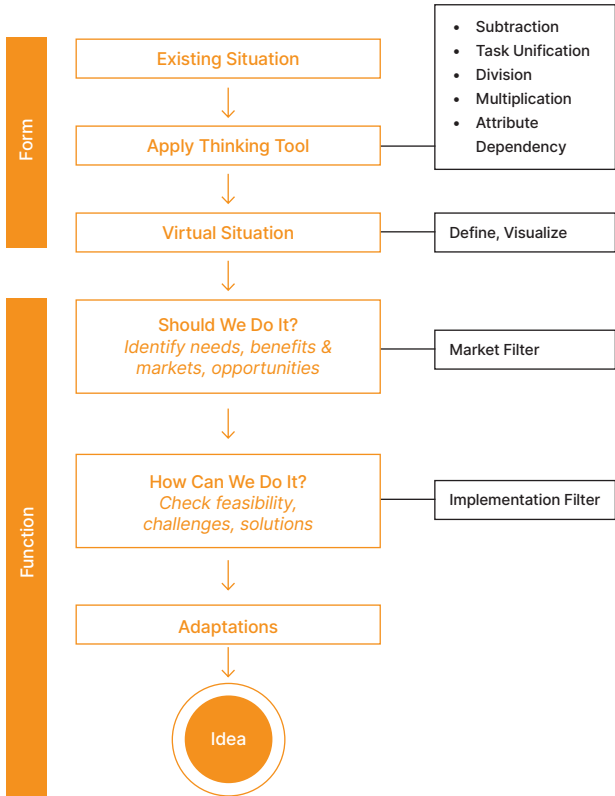 Form
Existing Situation
Apply Thinking Tool
• Subtraction
• Task Unification
• Division
• Multiplication
• Attribute
Dependency
Virtual Situation
Define, Visualize
Function
Should We Do It?
Identify needs, benefits &
markets, opportunities
Market Filter
How Can We Do It?
Check feasibility,
challenges, solutions
Implementation Filter
Adaptations
Idea